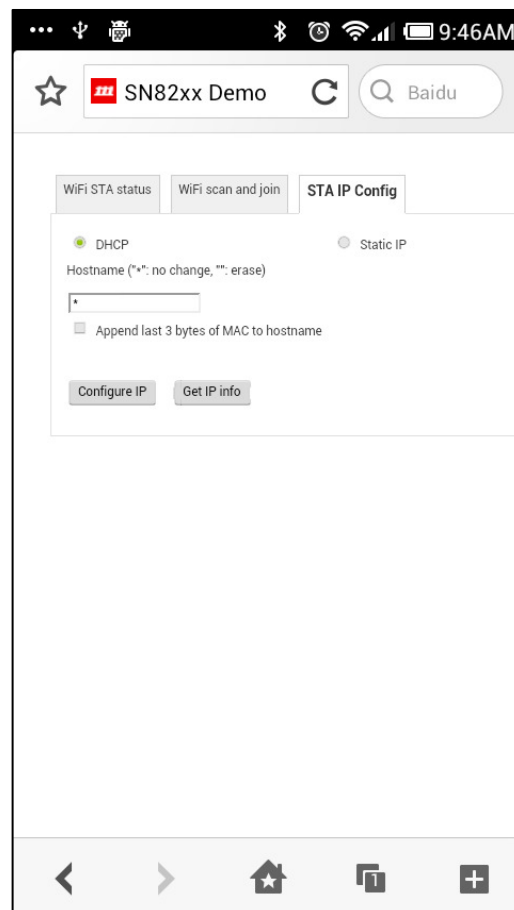 9:46AM
m SN82xx Demo
Baidu
WiFi STA status
WiFi scan and join
STA IP Config
DHCP
Static IP
Hostname ("*": no change, "": erase)
*
Append last 3 bytes of MAC to hostname
Configure IP
Get IP info
1